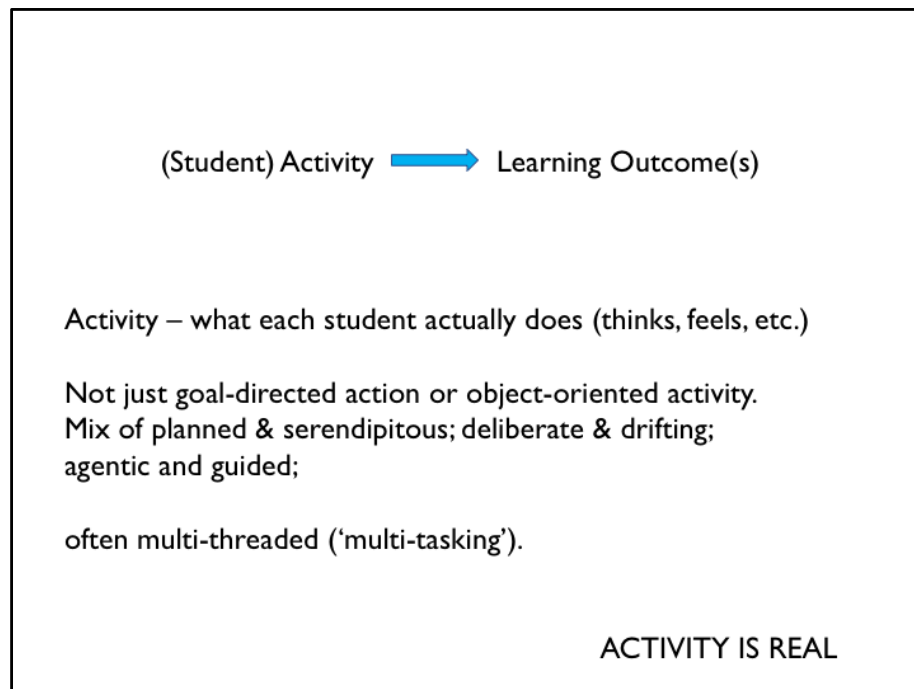 (Student) Activity Learning Outcome(s)
Activity – what each student actually does (thinks, feels, etc.)
Not just goal-directed action or object-oriented activity.
Mix of planned & serendipitous; deliberate & drifting;
agentic and guided;
often multi-threaded (‘multi-tasking’).
ACTIVITY IS REAL